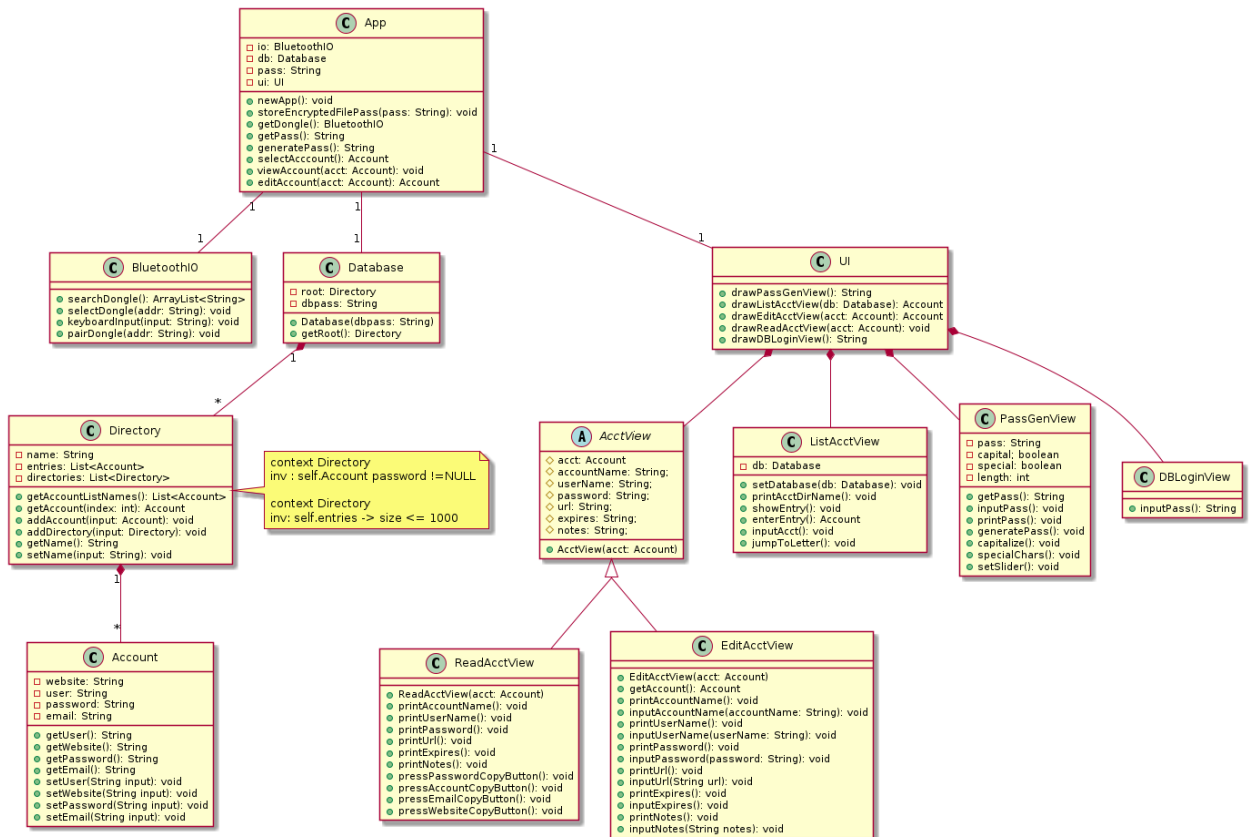 C App
io: BluetoothIO
db: Database
pass: String
ui: UI
newApp(): void
storeEncryptedFilePass(pass: String): void
getDongle(): BluetoothIO
getPass(): String
generatePass(): String
selectAcccount(): Account
viewAccount(acct: Account): void
editAccount(acct: Account): Account
1
1
1
1
1
1
1
C BluetoothIO
searchDongle(): ArrayList<String>
selectDongle(addr: String): void
keyboardInput(input: String): void
pairDongle(addr: String): void
C Database
root: Directory
dbpass: String
Database(dbpass: String)
getRoot(): Directory
C UI
drawPassGenView(): String
drawListAcctView(db: Database): Account
drawEditAcctView(acct: Account): Account
drawReadAcctView(acct: Account): void
drawDBLoginView(): String
*
C Directory
name: String
entries: List<Account>
directories: List<Directory>
getAccountListNames(): List<Account>
getAccount(index: int): Account
addAccount(input: Account): void
addDirectory(input: Directory): void
getName(): String
setName(input: String): void
context Directory
inv : self.Account password !=NULL
context Directory
inv: self.entries -> size <= 1000
A AcctView
acct: Account
accountName: String;
userName: String;
password: String;
url: String;
expires: String;
notes: String;
AcctView(acct: Account)
C ListAcctView
db: Database
setDatabase(db: Database): void
printAcctDirName(): void
showEntry(): void
enterEntry(): Account
inputAcct(): void
jumpToLetter(): void
C PassGenView
pass: String
capital; boolean
special: boolean
length: int
getPass(): String
inputPass(): void
printPass(): void
generatePass(): void
capitalize(): void
specialChars(): void
setSlider(): void
C DBLoginView
inputPass(): String
1
*
C Account
website: String
user: String
password: String
email: String
getUser(): String
getWebsite(): String
getPassword(): String
getEmail(): String
setUser(String input): void
setWebsite(String input): void
setPassword(String input): void
setEmail(String input): void
C ReadAcctView
ReadAcctView(acct: Account)
printAccountName(): void
printUserName(): void
printPassword(): void
printUrl(): void
printExpires(): void
printNotes(): void
pressPasswordCopyButton(): void
pressAccountCopyButton(): void
pressEmailCopyButton(): void
pressWebsiteCopyButton(): void
C EditAcctView
EditAcctView(acct: Account)
getAccount(): Account
printAccountName(): void
inputAccountName(accountName: String): void
printUserName(): void
inputUserName(userName: String): void
printPassword(): void
inputPassword(password: String): void
printUrl(): void
inputUrl(String url): void
printExpires(): void
inputExpires(): void
printNotes(): void
inputNotes(String notes): void